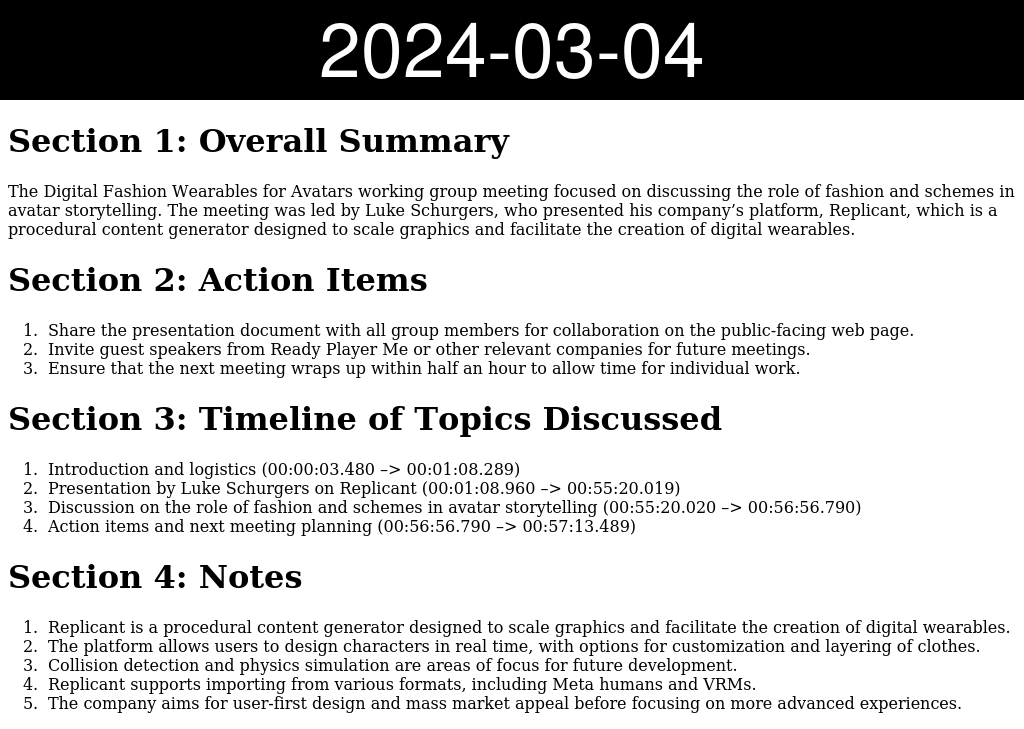 2024-03-04
Section 1: Overall Summary
The Digital Fashion Wearables for Avatars working group meeting focused on discussing the role of fashion and schemes in
avatar storytelling. The meeting was led by Luke Schurgers, who presented his company’s platform, Replicant, which is a
procedural content generator designed to scale graphics and facilitate the creation of digital wearables.
Section 2: Action Items
1. Share the presentation document with all group members for collaboration on the public-facing web page.
2. Invite guest speakers from Ready Player Me or other relevant companies for future meetings.
3. Ensure that the next meeting wraps up within half an hour to allow time for individual work.
Section 3: Timeline of Topics Discussed
1. Introduction and logistics (00:00:03.480 –> 00:01:08.289)
2. Presentation by Luke Schurgers on Replicant (00:01:08.960 –> 00:55:20.019)
3. Discussion on the role of fashion and schemes in avatar storytelling (00:55:20.020 –> 00:56:56.790)
4. Action items and next meeting planning (00:56:56.790 –> 00:57:13.489)
Section 4: Notes
1. Replicant is a procedural content generator designed to scale graphics and facilitate the creation of digital wearables.
2. The platform allows users to design characters in real time, with options for customization and layering of clothes.
3. Collision detection and physics simulation are areas of focus for future development.
4. Replicant supports importing from various formats, including Meta humans and VRMs.
5. The company aims for user-first design and mass market appeal before focusing on more advanced experiences.